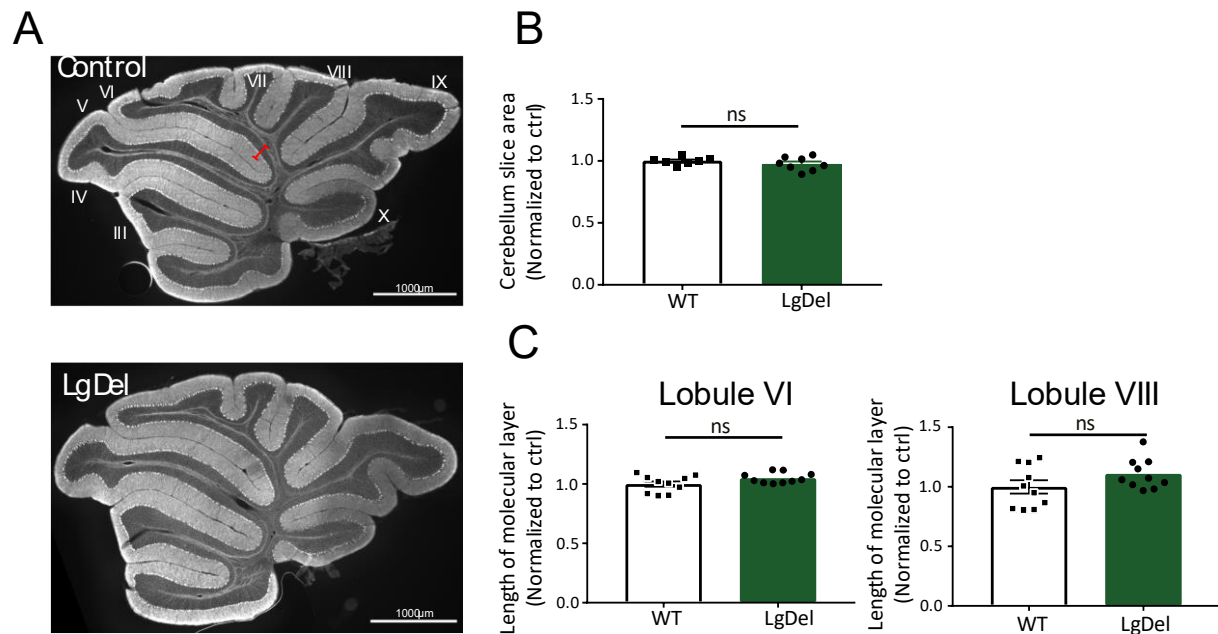 A
Control
VII
VIII
IX
VI
V
IV
X
III
1000µm
LgDel
1000µm
B
Cerebellum slice area
(Normalized to ctrl)
1.5
1.0
0.5
0.0
ns
WT
LgDel
C
Lobule VI
Length of molecular layer
(Normalized to ctrl)
1.5
1.0
0.5
0.0
ns
WT
LgDel
Lobule VIII
Length of molecular layer
(Normalized to ctrl)
1.5
1.0
0.5
0.0
ns
WT
LgDel